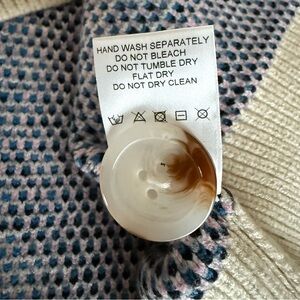 HAND WASH SEPARATELY
DO NOT BLEACH
DO NOT TUMBLE DRY
FLAT DRY
DO NOT DRY CLEAN